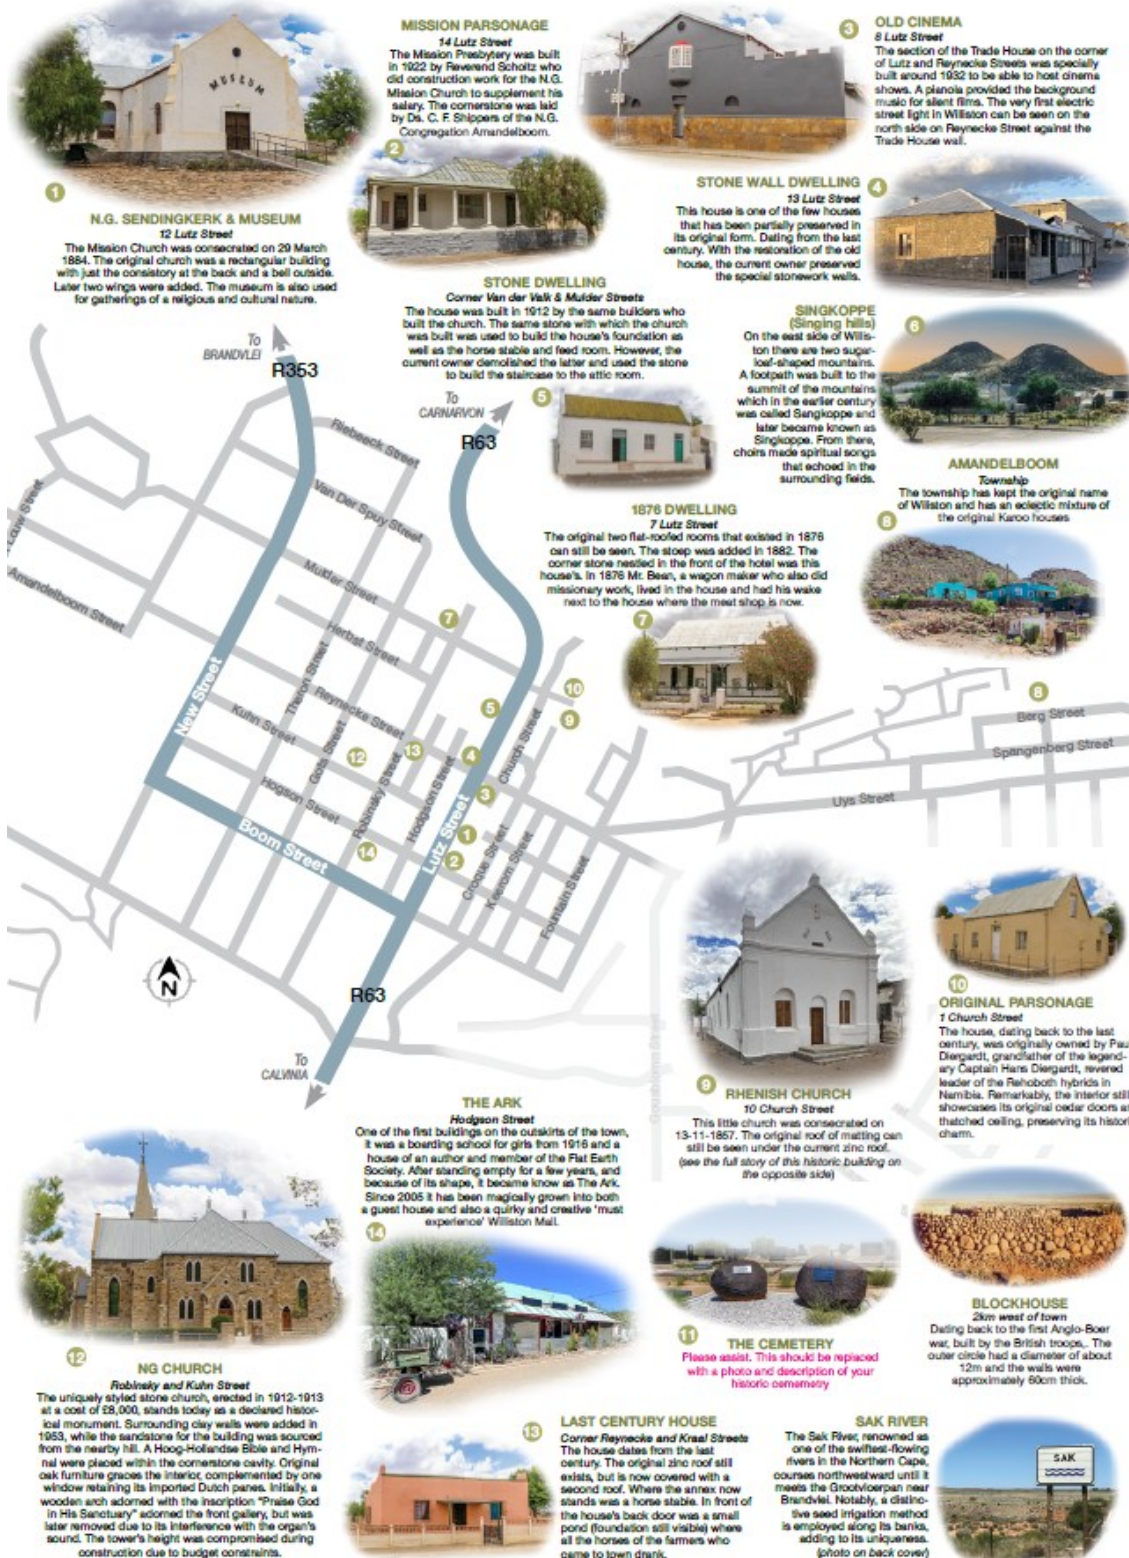 MISSION PARSONAGE
14 Lutz Street
The Mission Presbytery was built
in 1922 by Reverend Scholtz who
did construction work for the N.G.
Mission Church to supplement his
salary. The cornerstone was laid
by Ds. C. F. Shippers of the N.G.
Congregation Amandelboom.
2
3
OLD CINEMA
8 Lutz Street
The section of the Trade House on the corner
of Lutz and Reynecke Streets was specially
built around 1932 to be able to host cinema
shows. A pianola provided the background
music for silent films. The very first electric
street light in Williston can be seen on the
north side on Reynecke Street against the
Trade House wall.
MUSEUM
1
N.G. SENDINGKERK & MUSEUM
12 Lutz Street
The Mission Church was consecrated on 29 March
1884. The original church was a rectangular building
with just the consistory at the back and a bell outside.
Later two wings were added. The museum is also used
for gatherings of a religious and cultural nature.
STONE WALL DWELLING
4
13 Lutz Street
This house is one of the few houses
that has been partially preserved in
its original form. Dating from the last
century. With the restoration of the old
house, the current owner preserved
the special stonework walls.
STONE DWELLING
Corner Van der Valk & Mulder Streets
The house was built in 1912 by the same builders who
built the church. The same stone with which the church
was built was used to build the house's foundation as
well as the horse stable and feed room. However, the
current owner demolished the latter and used the stone
to build the staircase to the attic room.
5
SINGKOPPE
(Singing hills)
6
On the east side of Willis-
ton there are two sugar-
loaf-shaped mountains.
A footpath was built to the
summit of the mountains
which in the earlier century
was called Sangkoppe and
later became known as
Singkoppe. From there,
choirs made spiritual songs
that echoed in the
surrounding fields.
AMANDELBOOM
Township
The township has kept the original name
of Wiliston and has an eclectic mixture of
the original Karoo houses
8
1876 DWELLING
7 Lutz Street
The original two flat-roofed rooms that existed in 1876
can still be seen. The stoep was added in 1882. The
corner stone nestled in the front of the hotel was this
house's. In 1876 Mr. Bean, a wagon maker who also did
missionary work, lived in the house and had his wake
next to the house where the meat shop is now.
7
To
BRANDVLEI
R353
To
CARNARVON
R63
Riebeeck Street
Van Der Spuy Street
Mulder Street
Herbst Street
Reynecke Street
Kuhn Street
Hogson Street
Boom Street
New Street
Louw Street
Amandelboom Street
Theron Street
Gots Street
Robinsky Street
Hodgson Street
Lutz Street
Church Street
Croque Street
Keerom Street
Fountain Street
Uys Street
Spangenberg Street
Berg Street
7
10
9
5
4
3
13
12
1
2
14
8
N
R63
To
CALVINIA
10
ORIGINAL PARSONAGE
1 Church Street
The house, dating back to the last
century, was originally owned by Pau
Diergardt, grandfather of the legend-
ary Captain Hans Diergardt, revered
leader of the Rehoboth hybrids in
Namibia. Remarkably, the interior still
showcases its original cedar doors a
thatched ceiling, preserving its histori
charm.
9
RHENISH CHURCH
10 Church Street
This little church was consecrated on
13-11-1857. The original roof of matting can
still be seen under the current zinc roof.
(see the full story of this historic building on
the opposite side)
THE ARK
Hodgson Street
One of the first buildings on the outskirts of the town,
it was a boarding school for girls from 1916 and a
house of an author and member of the Flat Earth
Society. After standing empty for a few years, and
because of its shape, it became know as The Ark.
Since 2005 it has been magically grown into both
a guest house and also a quirky and creative 'must
experience' Williston Mall.
14
11
THE CEMETERY
Please assist. This should be replaced
with a photo and description of your
historic cememetry
BLOCKHOUSE
2km west of town
Dating back to the first Anglo-Boer
war, built by the British troops,. The
outer circle had a diameter of about
12m and the walls were
approximately 60cm thick.
12
NG CHURCH
Robinsky and Kuhn Street
The uniquely styled stone church, erected in 1912-1913
at a cost of £8,000, stands today as a declared histor-
ical monument. Surrounding clay walls were added in
1953, while the sandstone for the building was sourced
from the nearby hill. A Hoog-Hollandse Bible and Hym-
nal were placed within the cornerstone cavity. Original
oak furniture graces the interior, complemented by one
window retaining its imported Dutch panes. Initially, a
wooden arch adorned with the inscription "Praise God
in His Sanctuary" adorned the front gallery, but was
later removed due to its interference with the organ's
sound. The tower's height was compromised during
construction due to budget constraints.
13
LAST CENTURY HOUSE
Corner Reynecke and Kraal Streets
The house dates from the last
century. The original zinc roof still
exists, but is now covered with a
second roof. Where the annex now
stands was a horse stable. In front of
the house's back door was a small
pond (foundation still visible) where
all the horses of the farmers who
came to town drank.
SAK RIVER
The Sak River, renowned as
one of the swiftest-flowing
rivers in the Northern Cape,
courses northwestward until it
meets the Grootvloerpan near
Brandvlei. Notably, a distinc-
tive seed irrigation method
is employed along its banks,
adding to its uniqueness.
(photo on back cover)
SAK